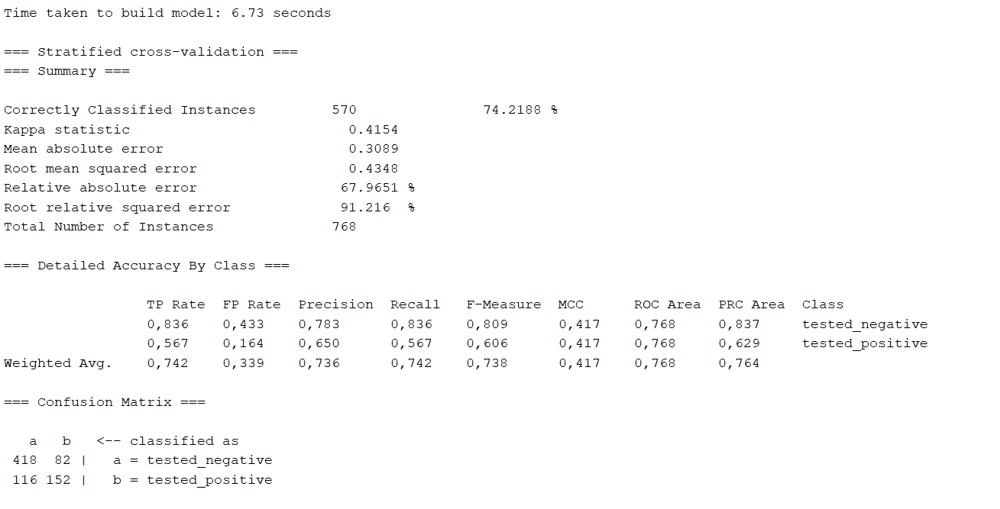 Time taken to build model: 6.73 seconds
=== Stratified cross-validation ===
=== Summary ===
Correctly Classified Instances         570               74.2188 %
Kappa statistic                          0.4154
Mean absolute error                      0.3089
Root mean squared error                  0.4348
Relative absolute error                 67.9651 %
Root relative squared error             91.216  %
Total Number of Instances              768
=== Detailed Accuracy By Class ===
                 TP Rate  FP Rate  Precision  Recall   F-Measure  MCC      ROC Area  PRC Area  Class
                 0,836    0,433    0,783      0,836    0,809      0,417    0,768     0,837     tested_negative
                 0,567    0,164    0,650      0,567    0,606      0,417    0,768     0,629     tested_positive
Weighted Avg.    0,742    0,339    0,736      0,742    0,738      0,417    0,768     0,764
=== Confusion Matrix ===
   a   b   <-- classified as
 418  82 |   a = tested_negative
 116 152 |   b = tested_positive